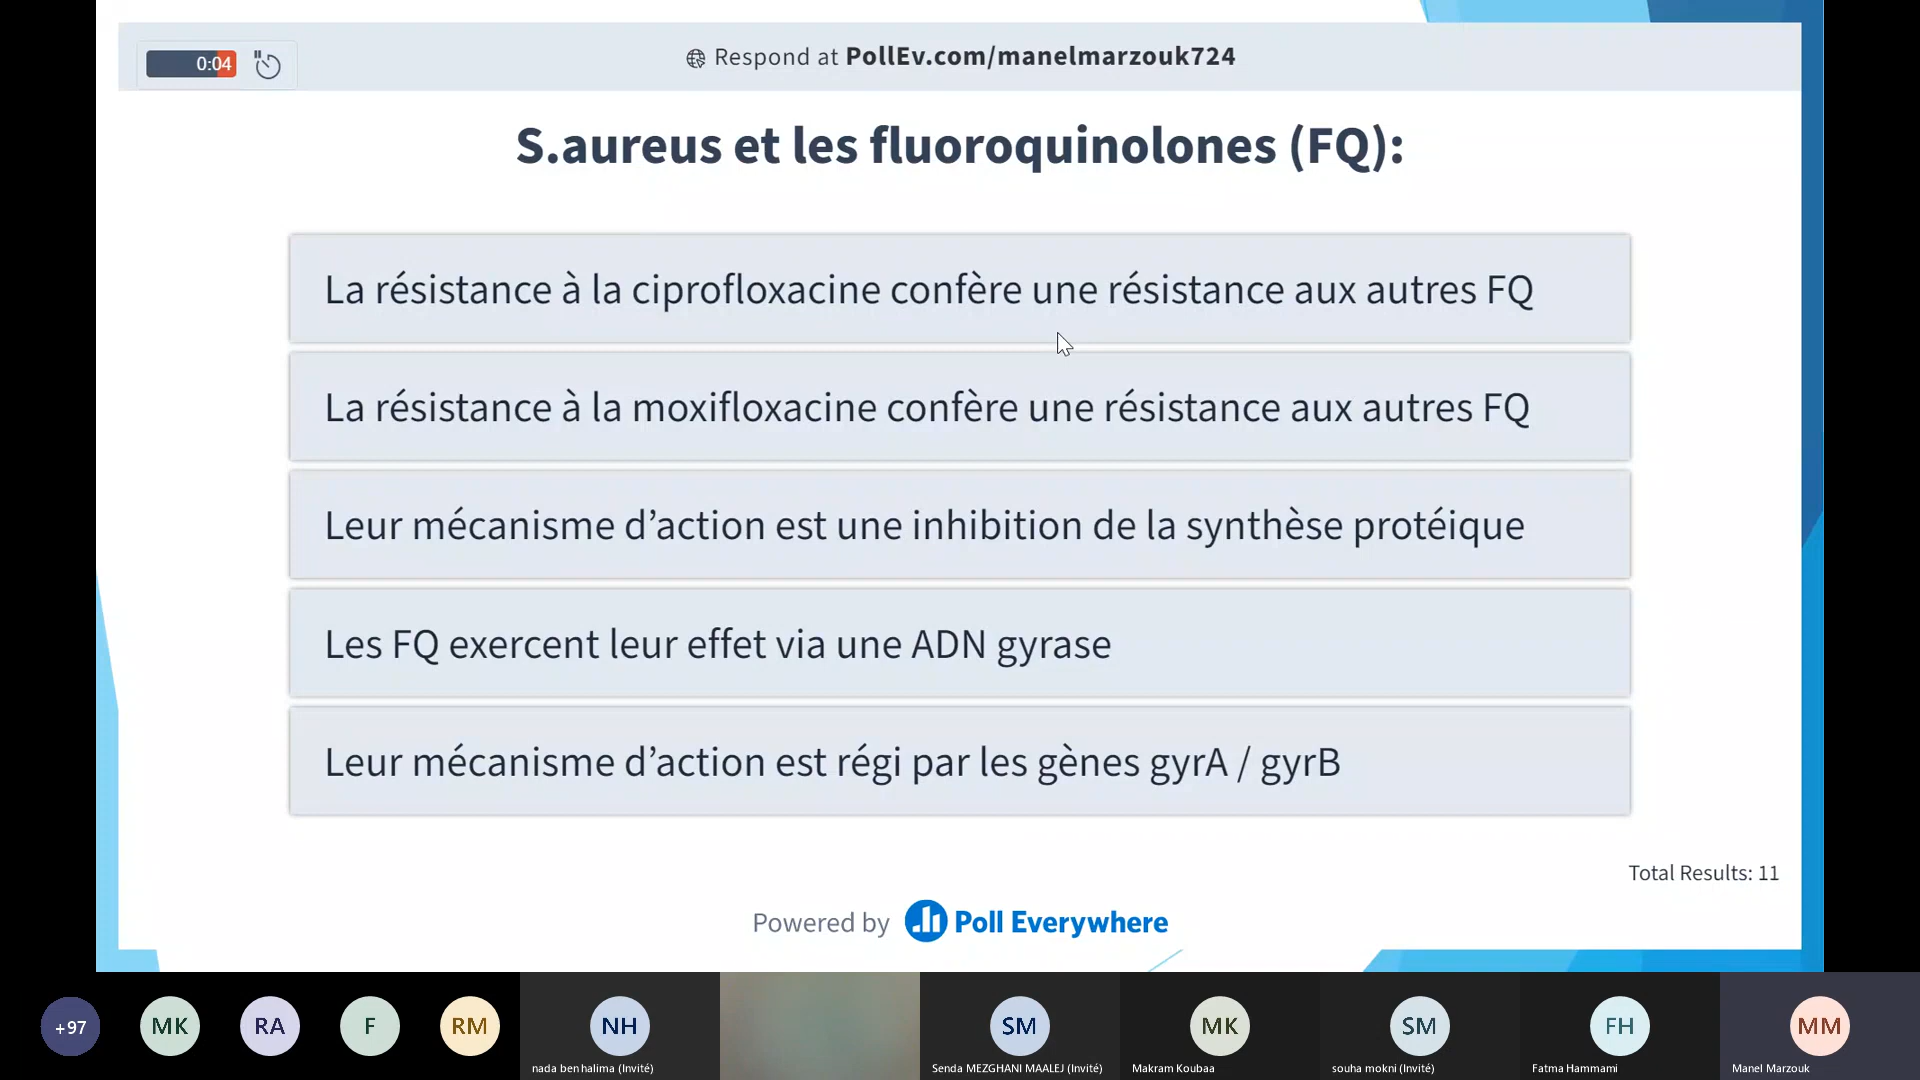 0:04
Respond at PollEv.com/manelmarzouk724
S.aureus et les fluoroquinolones (FQ):
La résistance à la ciprofloxacine confère une résistance aux autres FQ
La résistance à la moxifloxacine confère une résistance aux autres FQ
Leur mécanisme d’action est une inhibition de la synthèse protéique
Les FQ exercent leur effet via une ADN gyrase
Leur mécanisme d’action est régi par les gènes gyrA / gyrB
Total Results: 11
Powered by Poll Everywhere
+97 MK RA F RM NH SM MK SM FH MM
nada ben halima (Invité) Senda MEZGHANI MAALEJ (Invité) Makram Koubaa souha mokni (Invité) Fatma Hammami Manel Marzouk